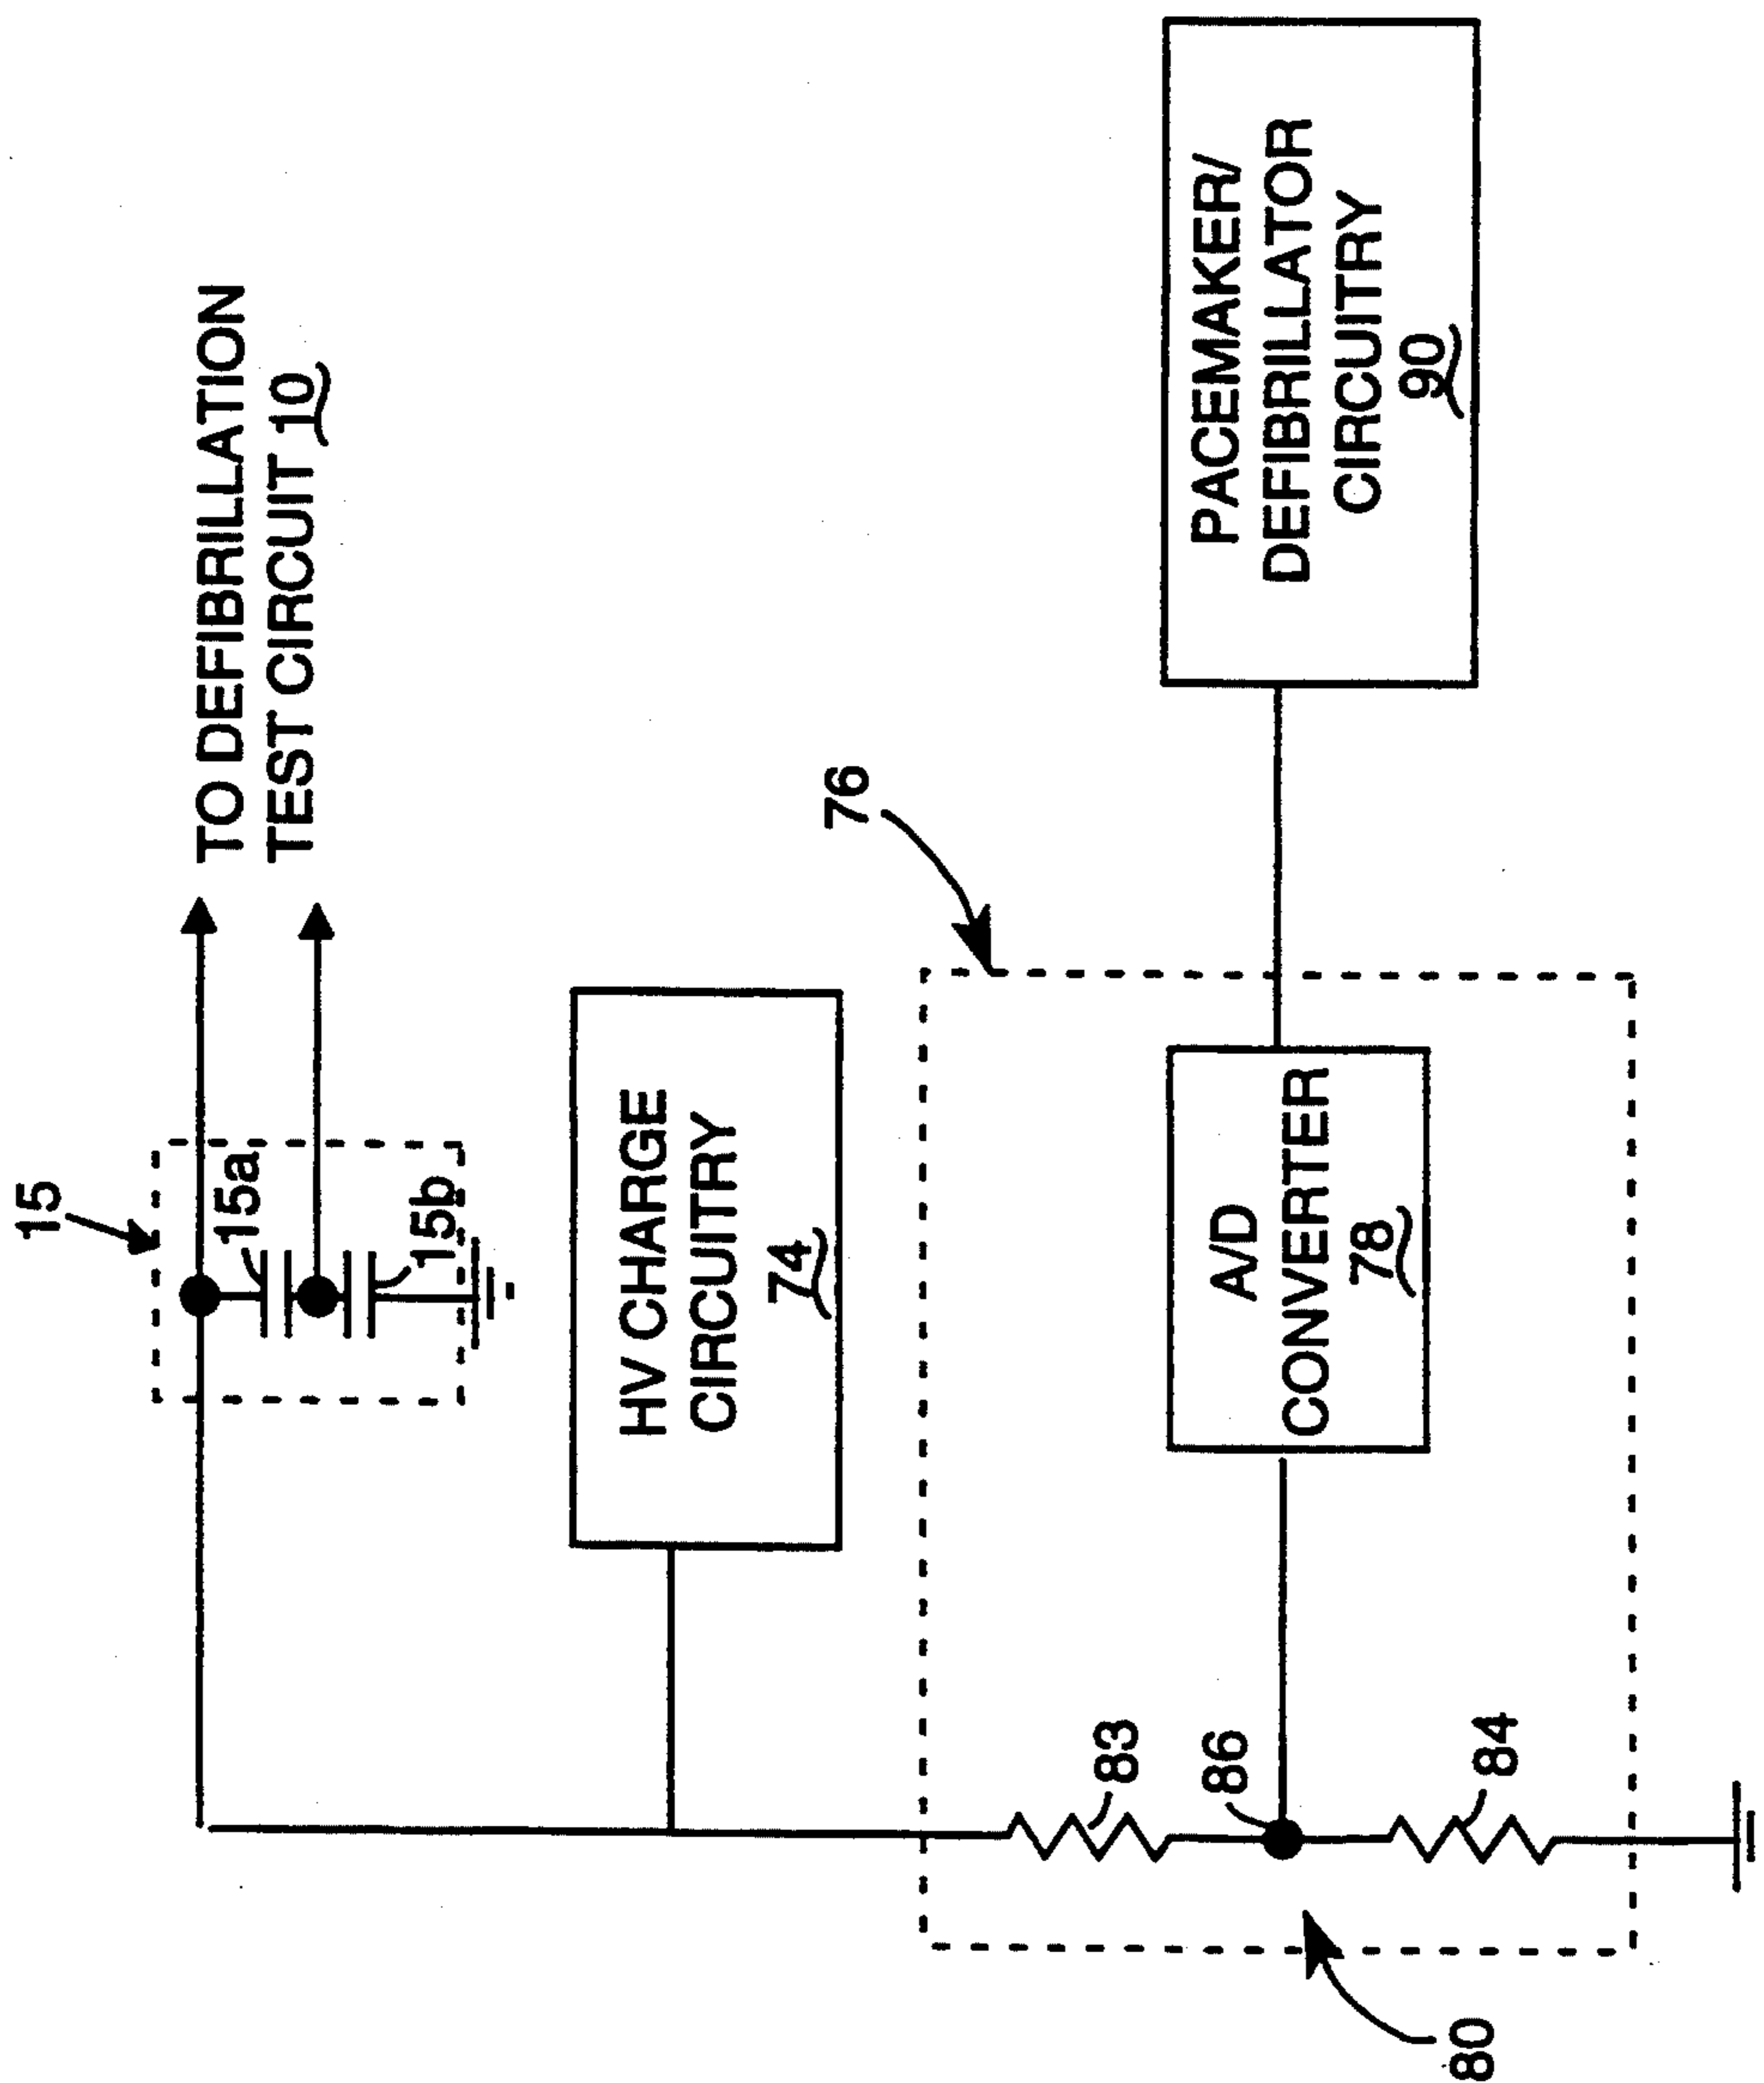 15
TO DEFIBRILLATION
TEST CIRCUIT 10
15a
15b
HV CHARGE
CIRCUITRY
74
76
83
86
84
A/D
CONVERTER
78
PACEMAKER/
DEFIBRILLATOR
CIRCUITRY
90
80